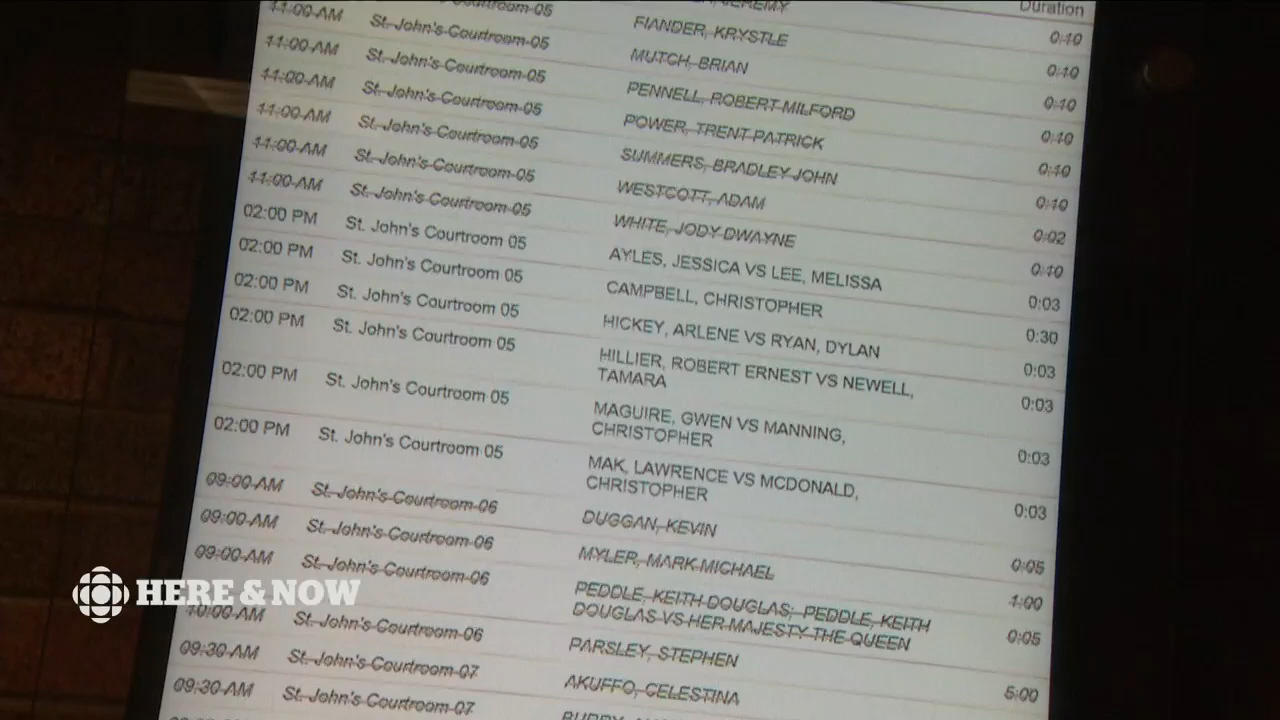 Duration
JEREMY 0:10
Courtroom 05 FIANDER, KRYSTLE 0:10
11:00 AM St. John's Courtroom 05 MUTCH, BRIAN 0:10
11:00 AM St. John's Courtroom 05 PENNELL, ROBERT MILFORD 0:10
11:00 AM St. John's Courtroom 05 POWER, TRENT PATRICK 0:10
11:00 AM St. John's Courtroom 05 SUMMERS, BRADLEY JOHN 0:10
11:00 AM St. John's Courtroom 05 WESTCOTT, ADAM 0:02
11:00 AM St. John's Courtroom 05 WHITE, JODY DWAYNE 0:10
02:00 PM St. John's Courtroom 05 AYLES, JESSICA VS LEE, MELISSA 0:03
02:00 PM St. John's Courtroom 05 CAMPBELL, CHRISTOPHER 0:30
02:00 PM St. John's Courtroom 05 HICKEY, ARLENE VS RYAN, DYLAN 0:03
02:00 PM St. John's Courtroom 05 HILLIER, ROBERT ERNEST VS NEWELL, 0:03
TAMARA
02:00 PM St. John's Courtroom 05 MAGUIRE, GWEN VS MANNING, 0:03
CHRISTOPHER
02:00 PM St. John's Courtroom 05 MAK, LAWRENCE VS MCDONALD, 0:03
CHRISTOPHER
09:00 AM St. John's Courtroom 06 DUGGAN, KEVIN 0:05
09:00 AM St. John's Courtroom 06 MYLER, MARK MICHAEL 1:00
09:00 AM St. John's Courtroom 06 PEDDLE, KEITH DOUGLAS; PEDDLE, KEITH 0:05
DOUGLAS VS HER MAJESTY THE QUEEN
10:00 AM St. John's Courtroom 06 PARSLEY, STEPHEN 5:00
09:30 AM St. John's Courtroom 07 AKUFFO, CELESTINA
09:30 AM St. John's Courtroom 07
HERE & NOW